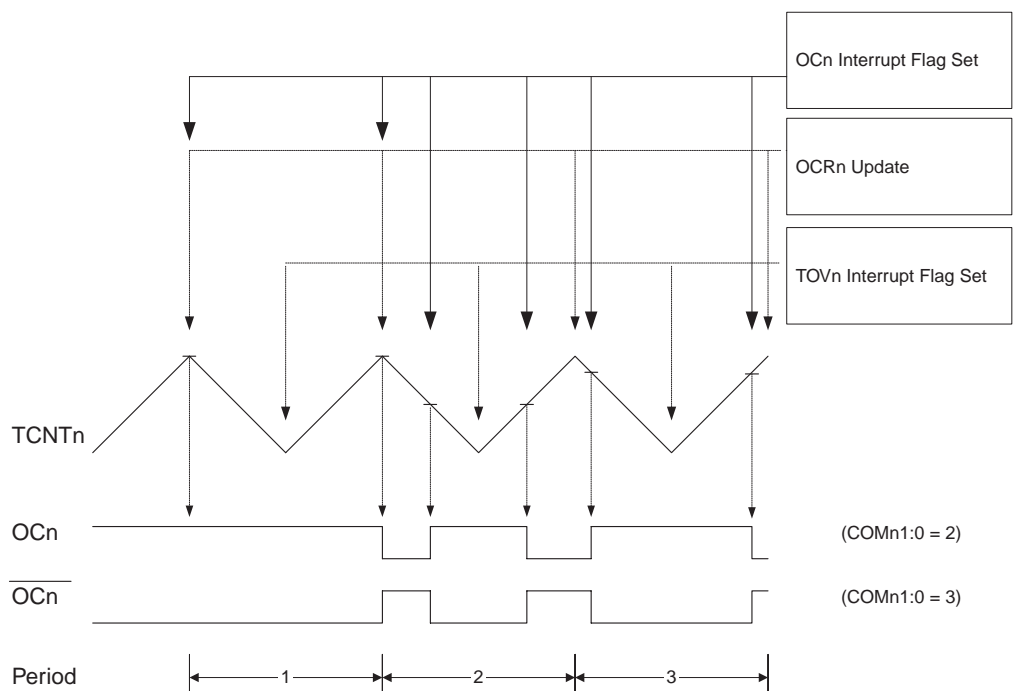 OCn Interrupt Flag Set
OCRn Update
TOVn Interrupt Flag Set
TCNTn
OCn
(COMn1:0 = 2)
OCn
(COMn1:0 = 3)
Period
1
2
3